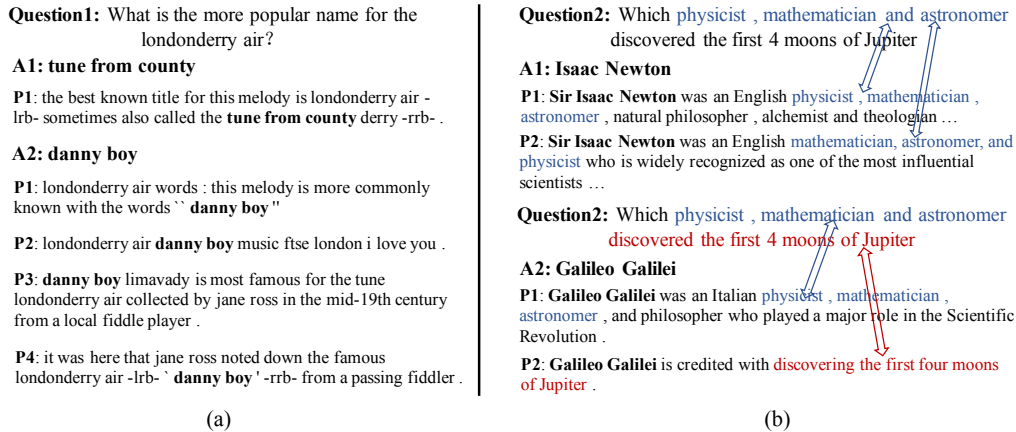 Question1: What is the more popular name for the
londonderry air?
A1: tune from county
P1: the best known title for this melody is londonderry air -
lrb- sometimes also called the tune from county derry -rrb- .
A2: danny boy
P1: londonderry air words : this melody is more commonly
known with the words `` danny boy ''
P2: londonderry air danny boy music ftse london i love you .
P3: danny boy limavady is most famous for the tune
londonderry air collected by jane ross in the mid-19th century
from a local fiddle player .
P4: it was here that jane ross noted down the famous
londonderry air -lrb- ` danny boy ' -rrb- from a passing fiddler .
(a)
Question2: Which physicist , mathematician and astronomer
discovered the first 4 moons of Jupiter
A1: Isaac Newton
P1: Sir Isaac Newton was an English physicist , mathematician ,
astronomer , natural philosopher , alchemist and theologian …
P2: Sir Isaac Newton was an English mathematician, astronomer, and
physicist who is widely recognized as one of the most influential
scientists …
Question2: Which physicist , mathematician and astronomer
discovered the first 4 moons of Jupiter
A2: Galileo Galilei
P1: Galileo Galilei was an Italian physicist , mathematician ,
astronomer , and philosopher who played a major role in the Scientific
Revolution .
P2: Galileo Galilei is credited with discovering the first four moons
of Jupiter .
(b)